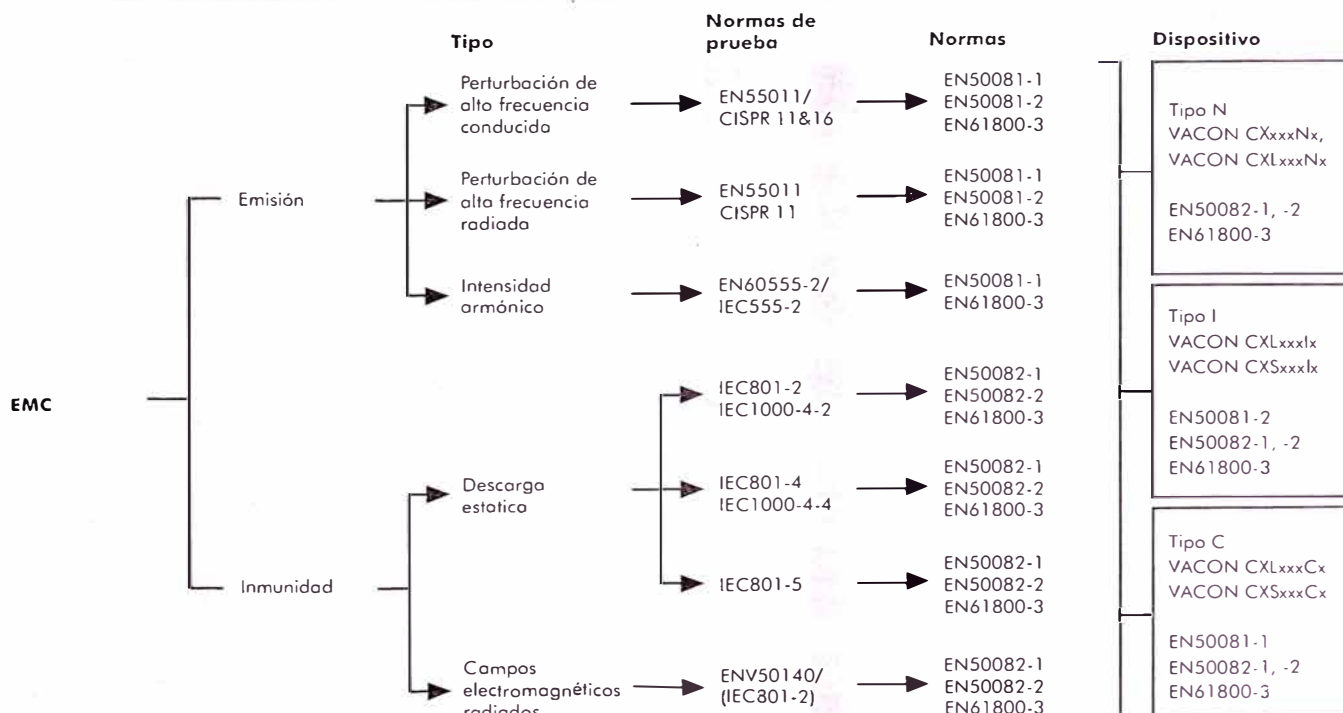 Tipo
Normas de
prueba
Normas
Dispositivo
EMC
Emisión
Perturbación de
alto frecuencia
conducida
EN55011/
CISPR 11&16
EN50081-1
EN50081-2
EN61800-3
Perturbación de
alta frecuencia
radiada
EN55011
CISPR 11
EN50081-1
EN50081-2
EN61800-3
Intensidad
armónico
EN60555-2/
IEC555-2
EN50081-1
EN61800-3
Inmunidad
Descarga
estatica
IEC801-2
IEC1000-4-2
EN50082-1
EN50082-2
EN61800-3
IEC801-4
IEC1000-4-4
EN50082-1
EN50082-2
EN61800-3
IEC801-5
EN50082-1
EN50082-2
EN61800-3
Campos
electromagnéticos
radiados
ENV50140/
(IEC801-2)
EN50082-1
EN50082-2
EN61800-3
Tipo N
VACON CXxxxNx,
VACON CXLxxxNx
EN50082-1, -2
EN61800-3
Tipo I
VACON CXLxxxIx
VACON CXSxxxIx
EN50081-2
EN50082-1, -2
EN61800-3
Tipo C
VACON CXLxxxCx
VACON CXSxxxCx
EN50081-1
EN50082-1, -2
EN61800-3